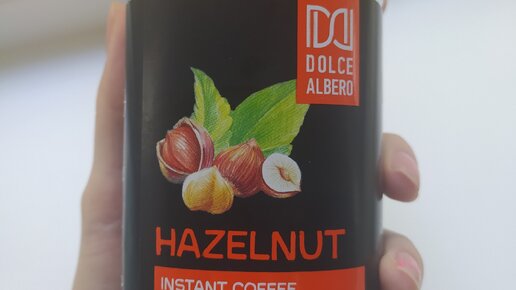 DOLCE
ALBERO
HAZELNUT
INSTANT COFFEE